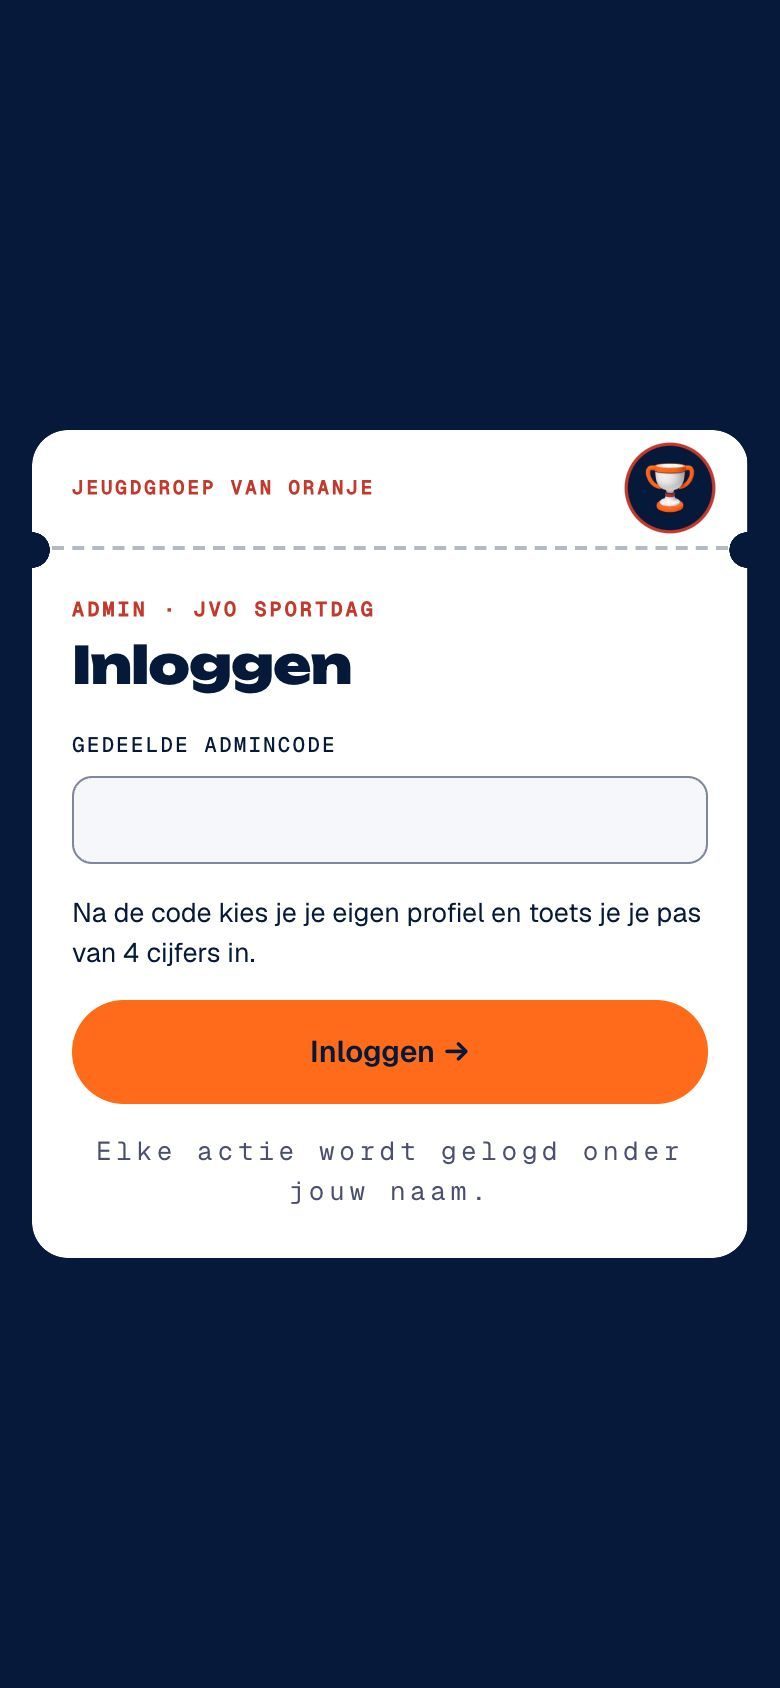 JEUGDGROEP VAN ORANJE
ADMIN · JVO SPORTDAG
Inloggen
GEDEELDE ADMINCODE
Na de code kies je je eigen profiel en toets je je pas
van 4 cijfers in.
Inloggen →
Elke actie wordt gelogd onder
jouw naam.